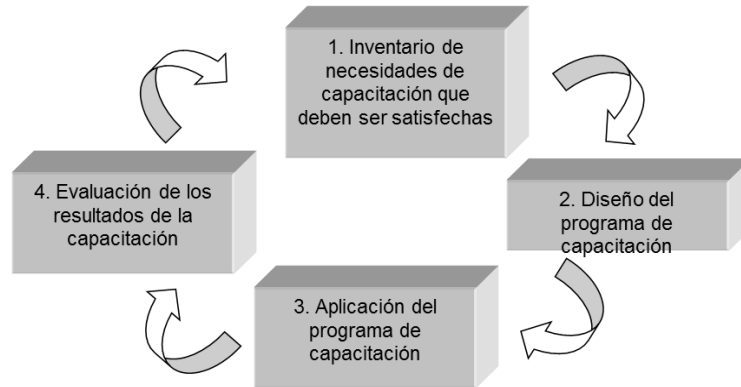 1. Inventario de
necesidades de
capacitación que
deben ser satisfechas
2. Diseño del
programa de
capacitación
3. Aplicación del
programa de
capacitación
4. Evaluación de los
resultados de la
capacitación